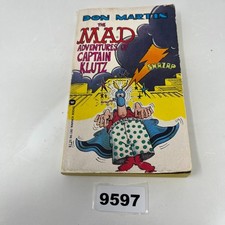 DON MARTIN
THE
MAD
ADVENTURES OF
CAPTAIN
KLUTZ
9597